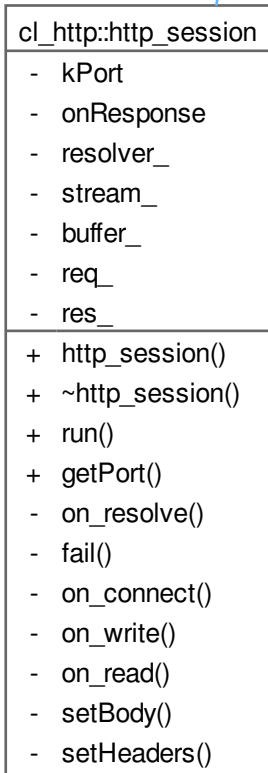 cl_http::http_session
- kPort
- onResponse
- resolver_
- stream_
- buffer_
- req_
- res_
+ http_session()
+ ~http_session()
+ run()
+ getPort()
- on_resolve()
- fail()
- on_connect()
- on_write()
- on_read()
- setBody()
- setHeaders()